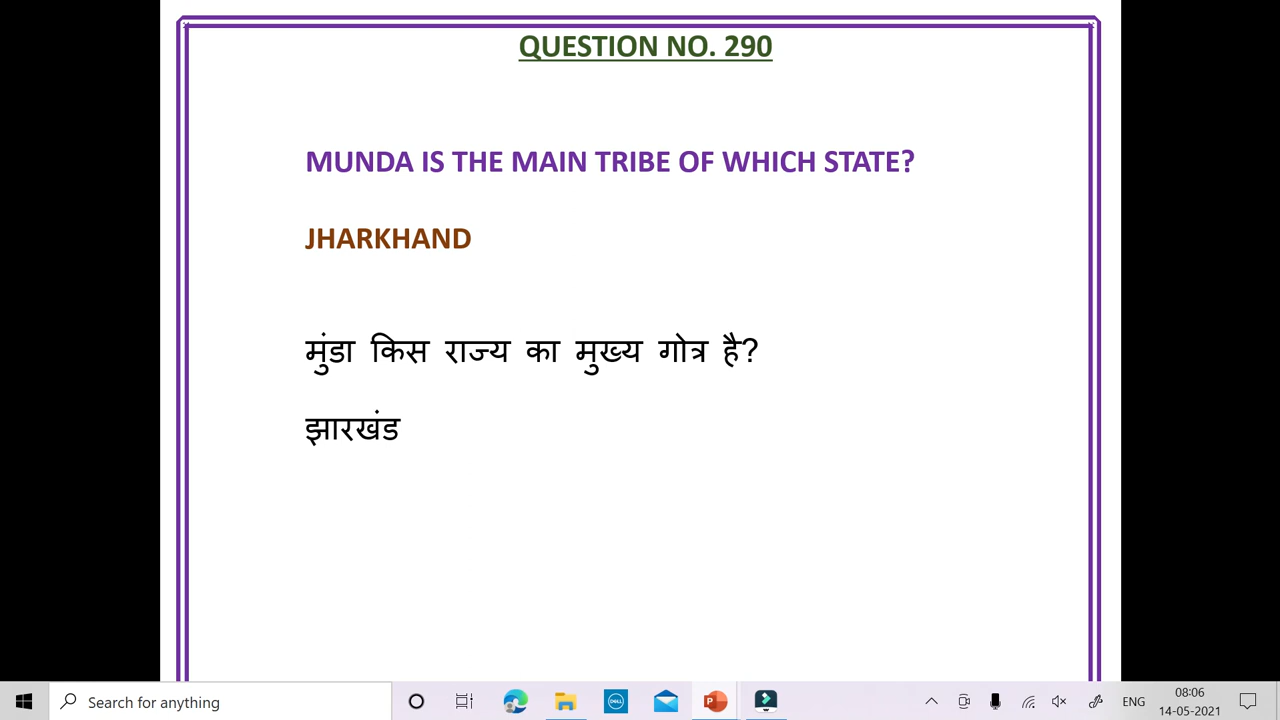 QUESTION NO. 290
MUNDA IS THE MAIN TRIBE OF WHICH STATE?
JHARKHAND
मुंडा किस राज्य का मुख्य गोत्र है?
झारखंड
Search for anything
DELL
P
ENG
08:06
14-05-2021